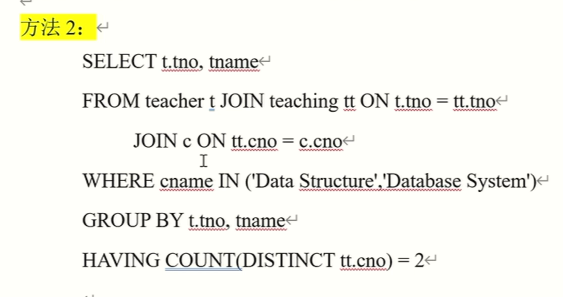 方法 2：
SELECT t.tno, tname
FROM teacher t JOIN teaching tt ON t.tno = tt.tno
JOIN c ON tt.cno = c.cno
WHERE cname IN ('Data Structure','Database System')
GROUP BY t.tno, tname
HAVING COUNT(DISTINCT tt.cno) = 2